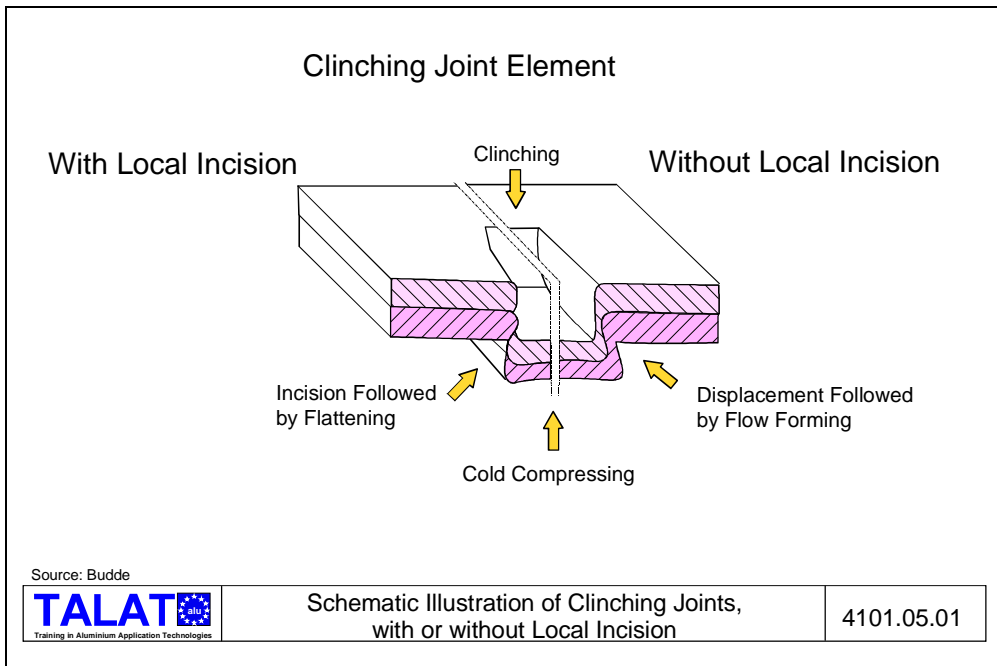 Clinching Joint Element
With Local Incision
Clinching
Without Local Incision
Incision Followed
by Flattening
Displacement Followed
by Flow Forming
Cold Compressing
Source: Budde
TALAT
alu
Training in Aluminium Application Technologies
Schematic Illustration of Clinching Joints,
with or without Local Incision
4101.05.01